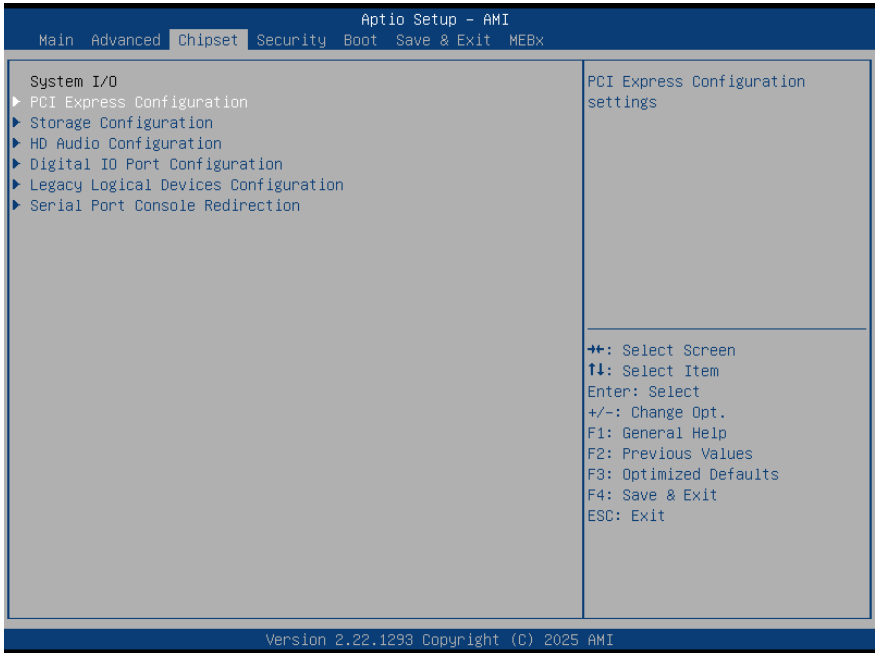 Aptio Setup – AMI
Main Advanced Chipset Security Boot Save & Exit MEBx
System I/O
PCI Express Configuration
Storage Configuration
HD Audio Configuration
Digital IO Port Configuration
Legacy Logical Devices Configuration
Serial Port Console Redirection
PCI Express Configuration
settings
→←: Select Screen
↑↓: Select Item
Enter: Select
+/-: Change Opt.
F1: General Help
F2: Previous Values
F3: Optimized Defaults
F4: Save & Exit
ESC: Exit
Version 2.22.1293 Copyright (C) 2025 AMI